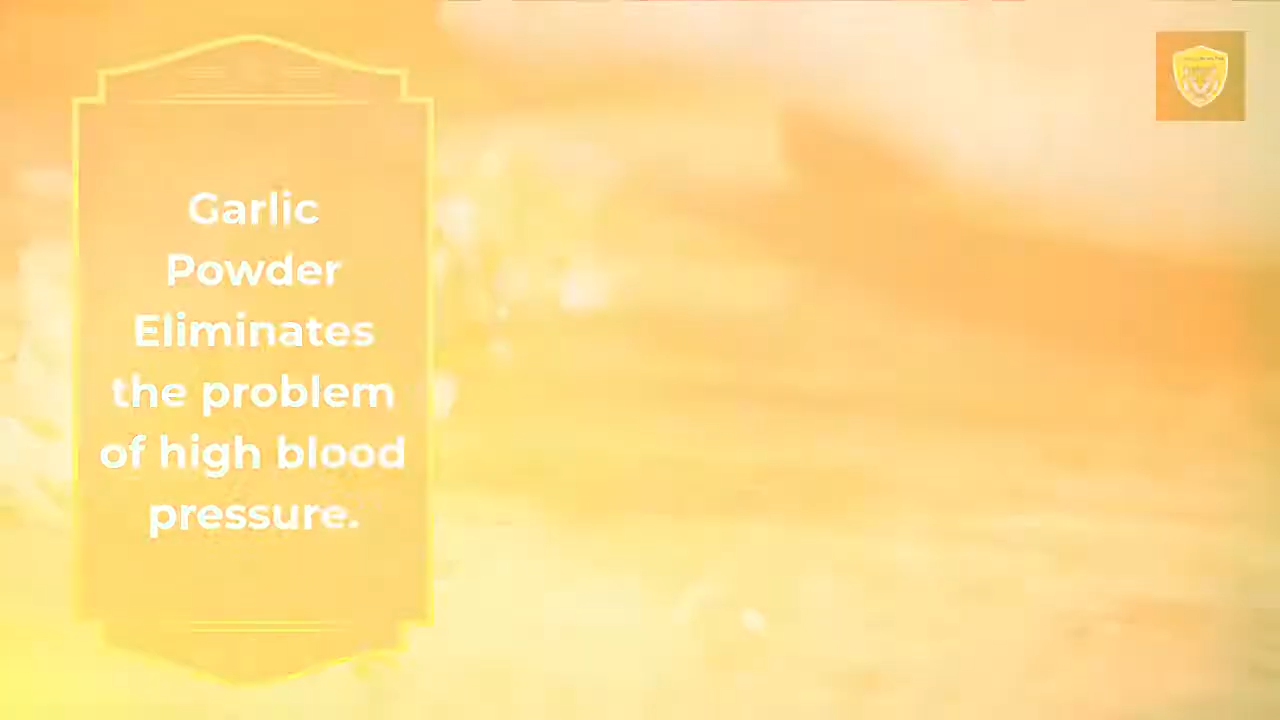 Garlic
Powder
Eliminates
the problem
of high blood
pressure.